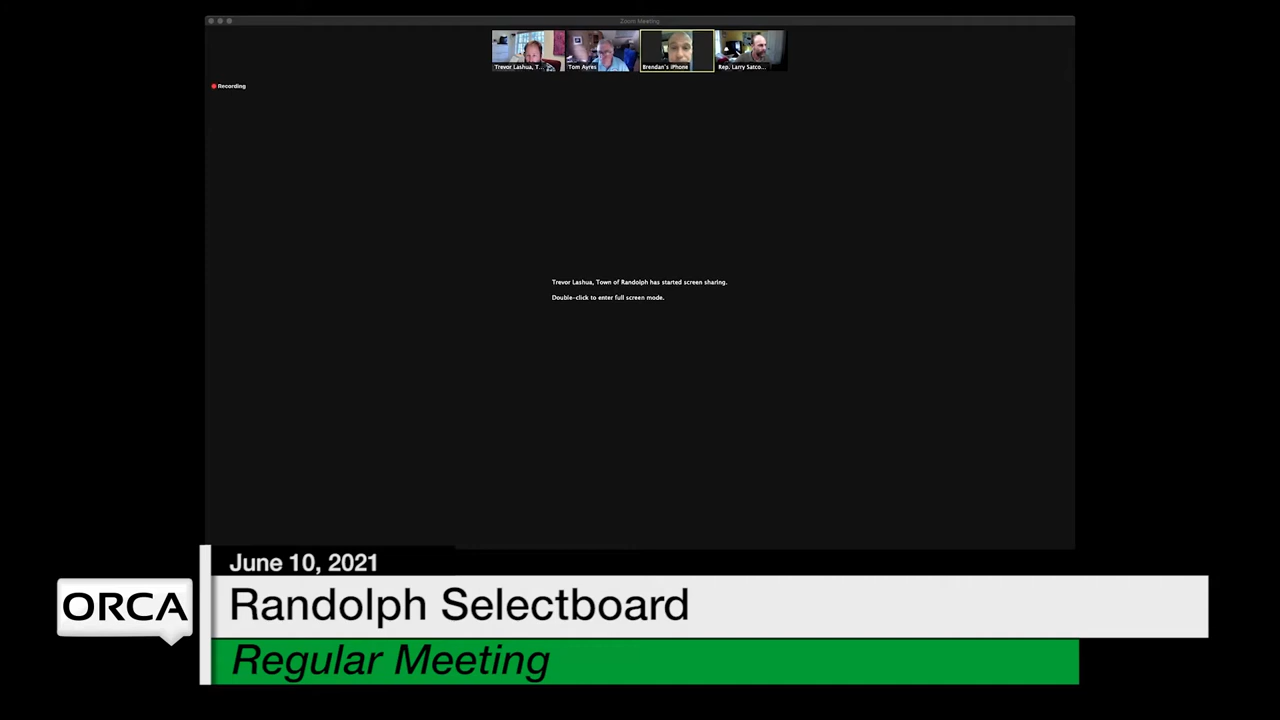 Zoom Meeting
Trevor Lashua, T...
Tom Ayres
Brendan's iPhone
Rep. Larry Satco...
Recording
Trevor Lashua, Town of Randolph has started screen sharing.
Double-click to enter full screen mode.
June 10, 2021
ORCA
Randolph Selectboard
Regular Meeting